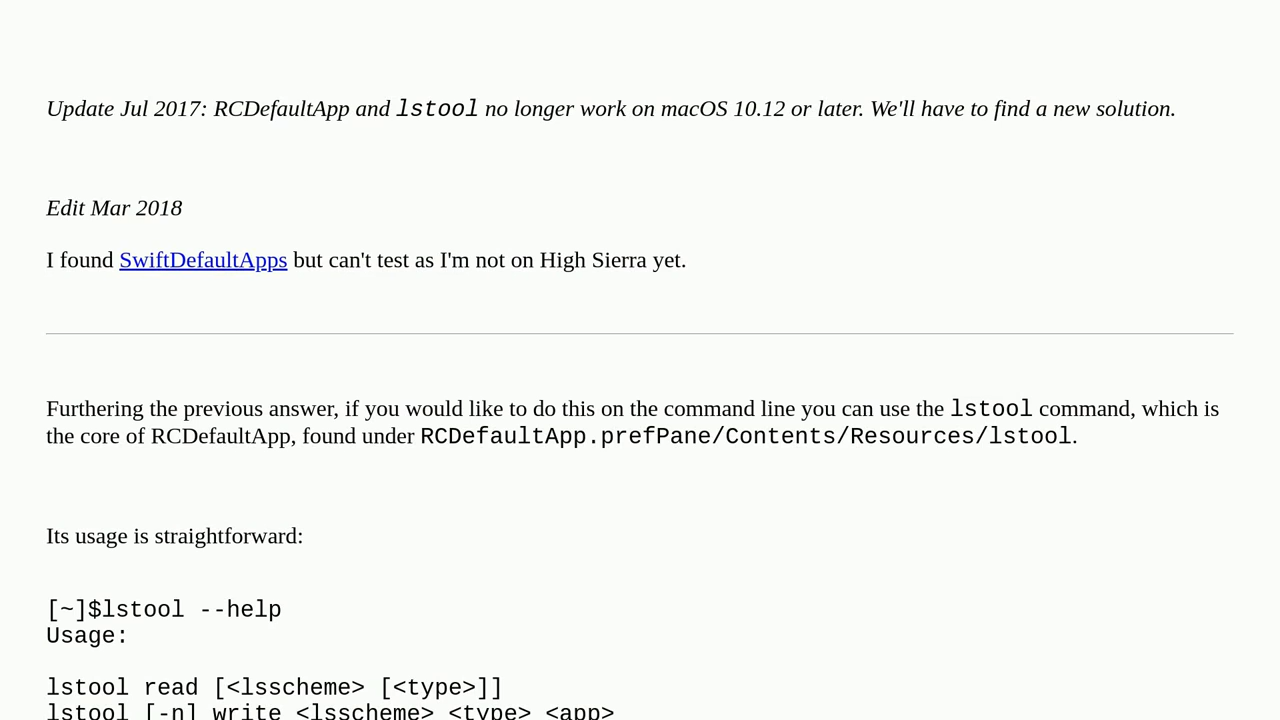 Update Jul 2017: RCDefaultApp and lstool no longer work on macOS 10.12 or later. We'll have to find a new solution.
Edit Mar 2018
I found SwiftDefaultApps but can't test as I'm not on High Sierra yet.
Furthering the previous answer, if you would like to do this on the command line you can use the lstool command, which is
the core of RCDefaultApp, found under RCDefaultApp.prefPane/Contents/Resources/lstool.
Its usage is straightforward:
[~]$lstool --help
Usage:
lstool read [<lsscheme> [<type>]]
lstool [-n] write <lsscheme> <type> <app>